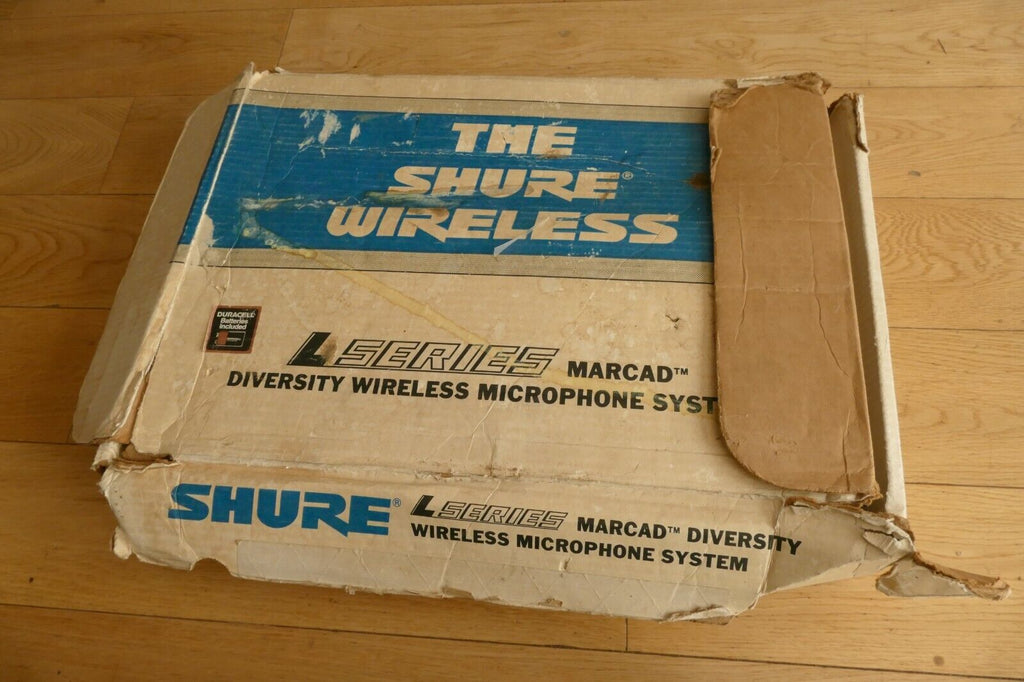 THE
SHURE®
WIRELESS
DURACELL
Batteries
Included
L SERIES MARCAD™
DIVERSITY WIRELESS MICROPHONE SYST
SHURE® L SERIES MARCAD™ DIVERSITY
WIRELESS MICROPHONE SYSTEM